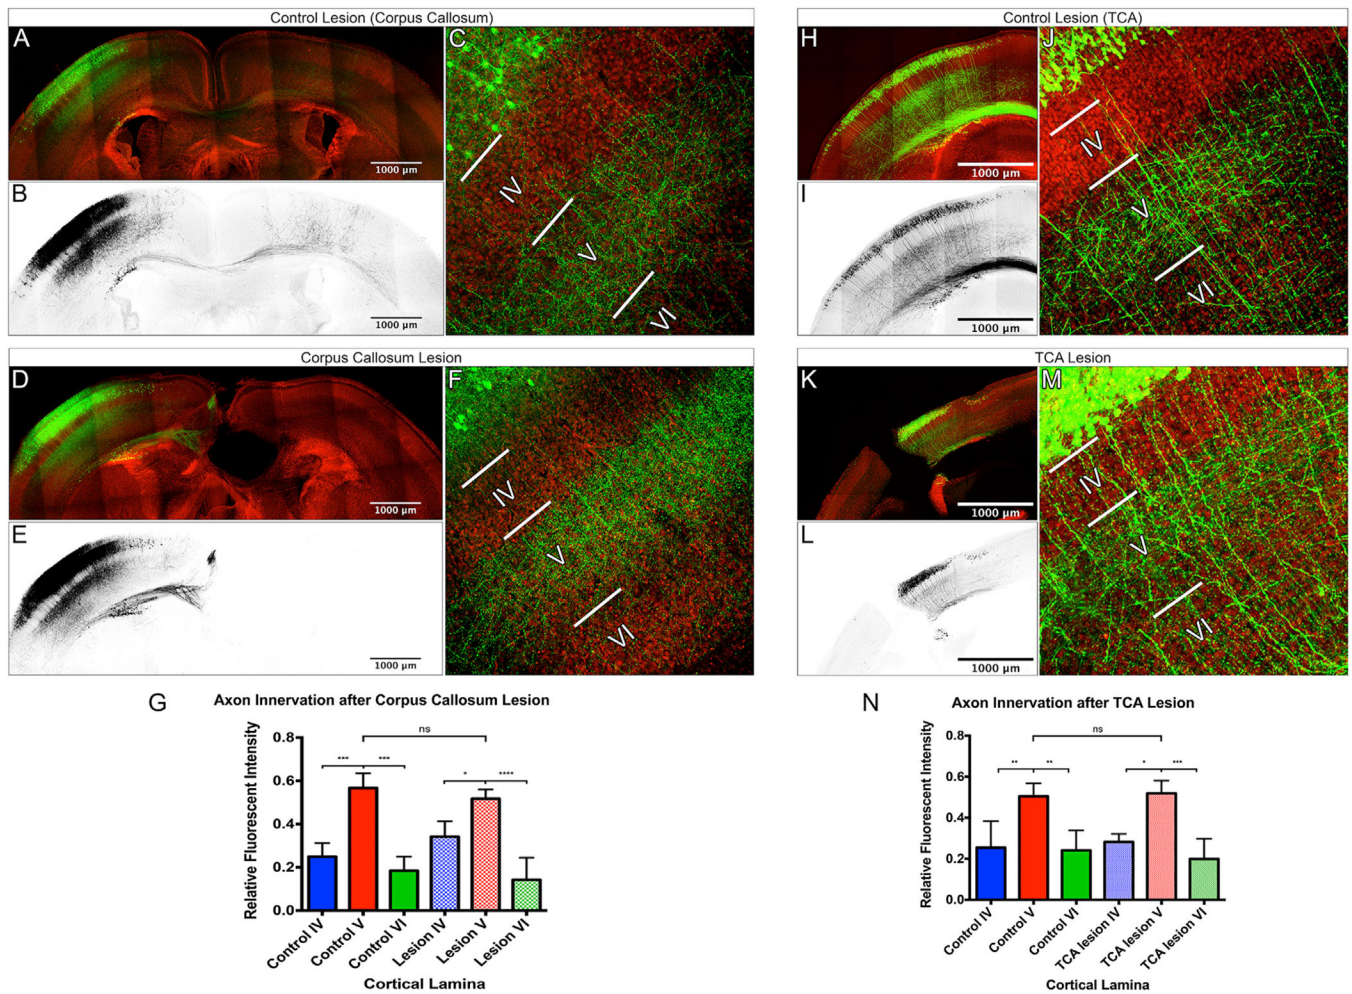 Control Lesion (Corpus Callosum)
A
1000 µm
B
1000 µm
C
IV
V
VI
Corpus Callosum Lesion
D
1000 µm
E
1000 µm
F
IV
V
VI
G
Axon Innervation after Corpus Callosum Lesion
Relative Fluorescent Intensity
0.8
0.6
0.4
0.2
0.0
ns
*** *** * ****
Control IV
Control V
Control VI
Lesion IV
Lesion V
Lesion VI
Cortical Lamina
Control Lesion (TCA)
H
1000 µm
I
1000 µm
J
IV
V
VI
TCA Lesion
K
1000 µm
L
1000 µm
M
IV
V
VI
N
Axon Innervation after TCA Lesion
Relative Fluorescent Intensity
0.8
0.6
0.4
0.2
0.0
ns
** ** * ***
Control IV
Control V
Control VI
TCA lesion IV
TCA lesion V
TCA lesion VI
Cortical Lamina